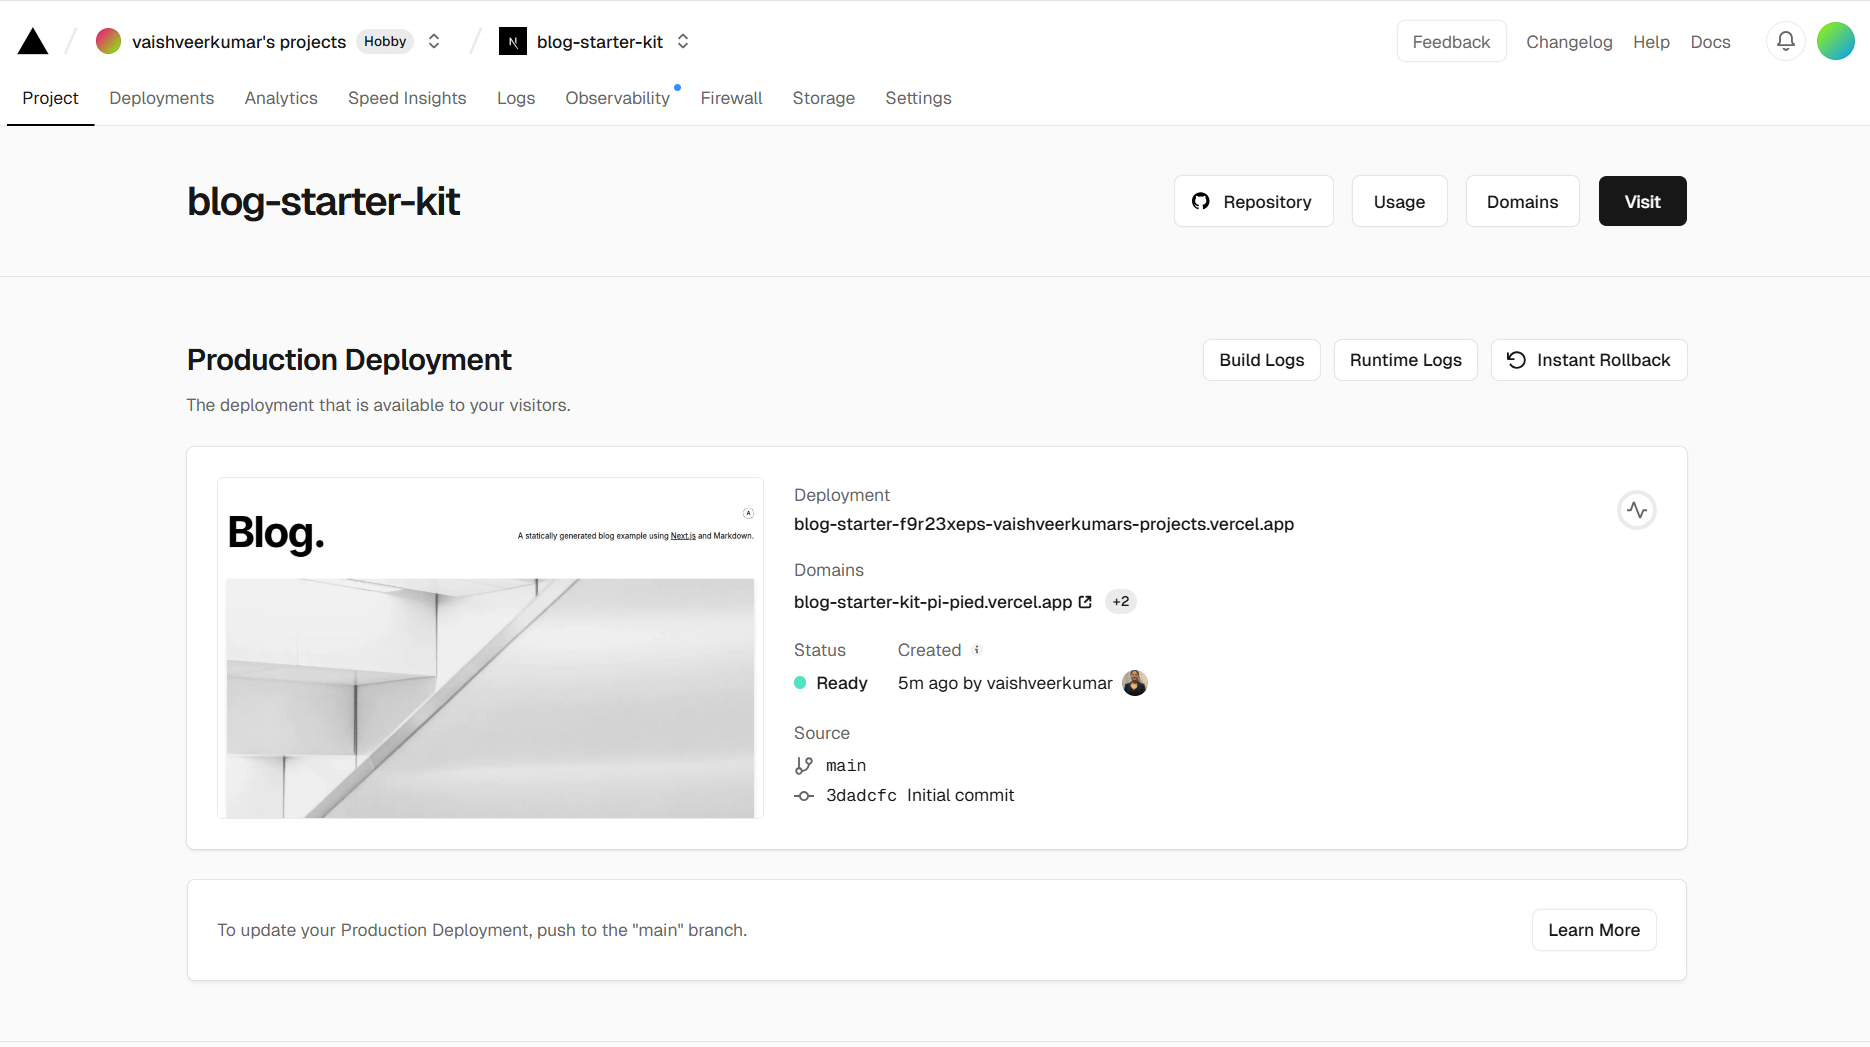 vaishveerkumar's projects Hobby blog-starter-kit Feedback Changelog Help Docs
Project Deployments Analytics Speed Insights Logs Observability Firewall Storage Settings
blog-starter-kit Repository Usage Domains Visit
Production Deployment Build Logs Runtime Logs Instant Rollback
The deployment that is available to your visitors.
Blog.
A statically generated blog example using Next.js and Markdown.
Deployment
blog-starter-f9r23xeps-vaishveerkumars-projects.vercel.app
Domains
blog-starter-kit-pi-pied.vercel.app +2
Status Created
Ready 5m ago by vaishveerkumar
Source
main
3dadcfc Initial commit
To update your Production Deployment, push to the "main" branch. Learn More